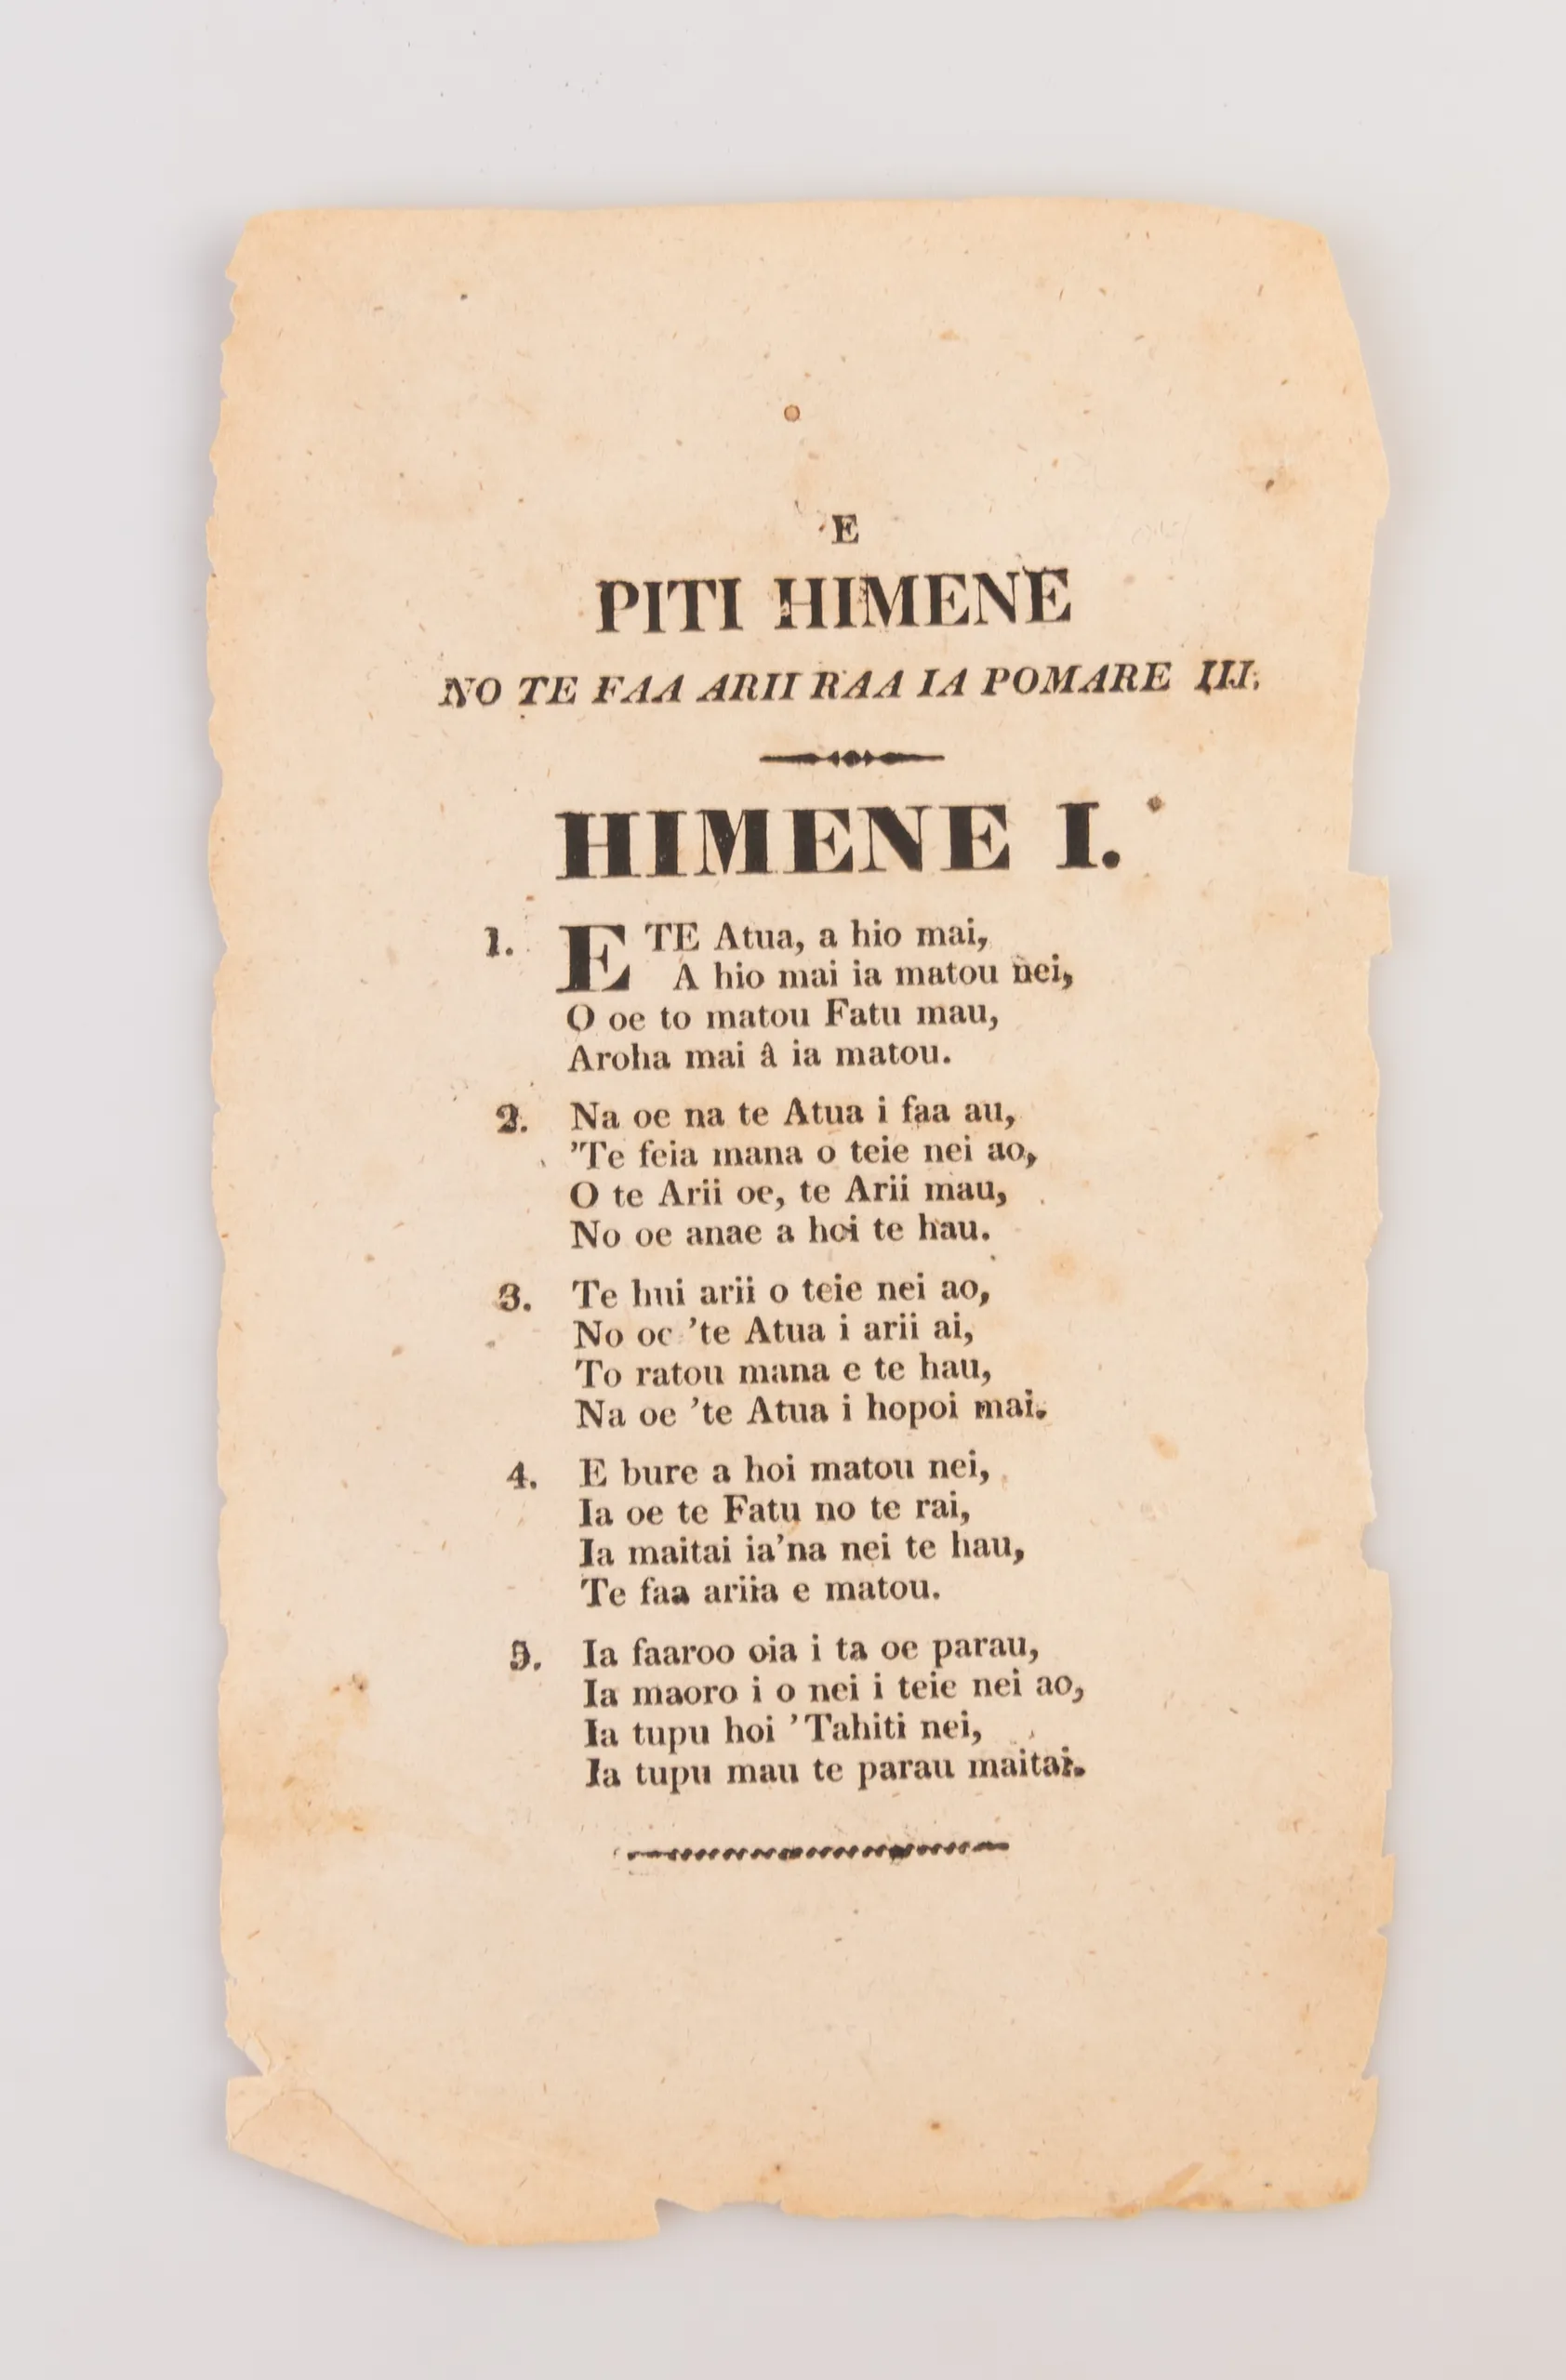 E
PITI HIMENE
NO TE FAA ARII RAA IA POMARE III.
HIMENE I.
1. E TE Atua, a hio mai,
A hio mai ia matou nei,
O oe to matou Fatu mau,
Aroha mai â ia matou.
2. Na oe na te Atua i faa au,
'Te feia mana o teie nei ao,
O te Arii oe, te Arii mau,
No oe anae a hoi te hau.
3. Te hui arii o teie nei ao,
No oe 'te Atua i arii ai,
To ratou mana e te hau,
Na oe 'te Atua i hopoi mai.
4. E bure a hoi matou nei,
Ia oe te Fatu no te rai,
Ia maitai ia'na nei te hau,
Te faa ariia e matou.
5. Ia faaroo oia i ta oe parau,
Ia maoro i o nei i teie nei ao,
Ia tupu hoi 'Tahiti nei,
Ia tupu mau te parau maitai.